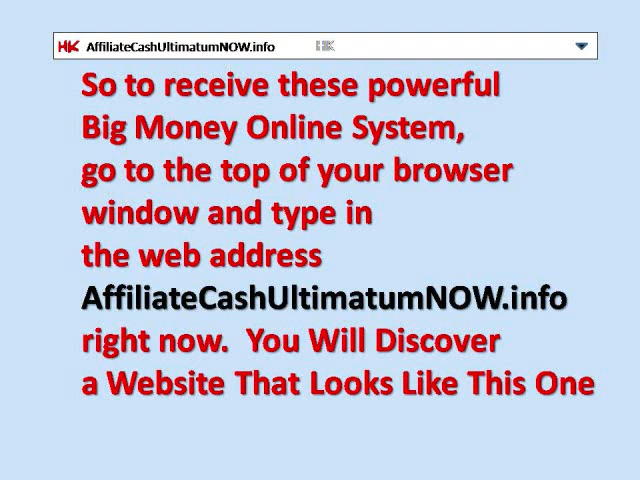 HK AffiliateCashUltimatumNOW.info HK
So to receive these powerful
Big Money Online System,
go to the top of your browser
window and type in
the web address
AffiliateCashUltimatumNOW.info
right now. You Will Discover
a Website That Looks Like This One